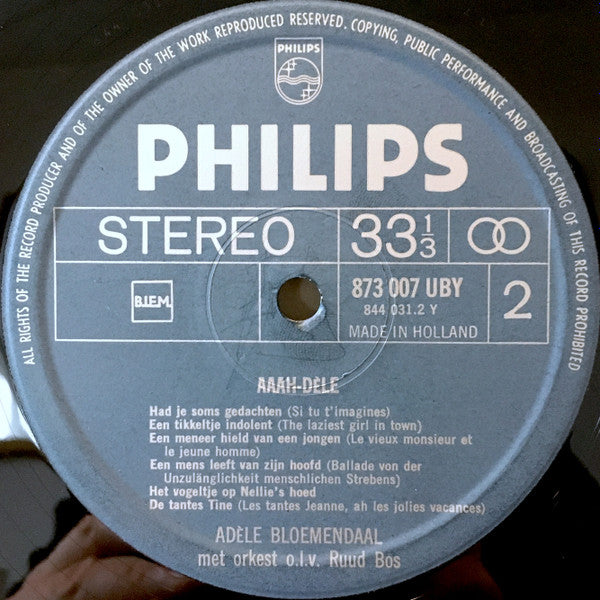 ALL RIGHTS OF THE RECORD PRODUCER AND OF THE OWNER OF THE WORK REPRODUCED RESERVED. COPYING, PUBLIC PERFORMANCE AND BROADCASTING OF THIS RECORD PROHIBITED
PHILIPS
PHILIPS
STEREO 33 1/3
B.I.E.M. 873 007 UBY 2
844 031.2 Y
MADE IN HOLLAND
AAAH-DÈLE
Had je soms gedachten (Si tu t'imagines)
Een tikkeltje indolent (The laziest girl in town)
Een meneer hield van een jongen (Le vieux monsieur et
le jeune homme)
Een mens leeft van zijn hoofd (Ballade von der
Unzulänglichkeit menschlichen Strebens)
Het vogeltje op Nellie's hoed
De tantes Tine (Les tantes Jeanne, ah les jolies vacances)
ADÈLE BLOEMENDAAL
met orkest o.l.v. Ruud Bos